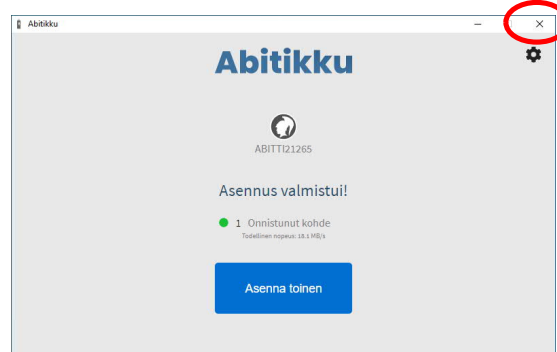 Abitikku
Abitikku
ABITTI21265
Asennus valmistui!
1 Onnistunut kohde
Todellinen nopeus: 18.1 MB/s
Asenna toinen